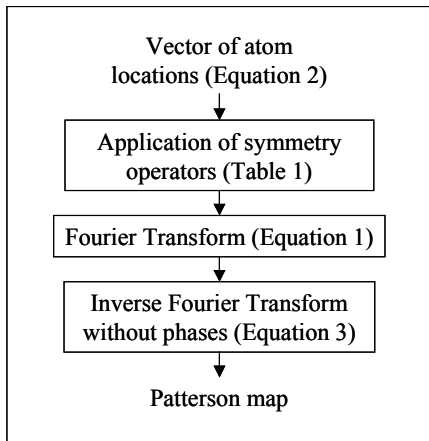 Vector of atom
locations (Equation 2)
Application of symmetry
operators (Table 1)
Fourier Transform (Equation 1)
Inverse Fourier Transform
without phases (Equation 3)
Patterson map